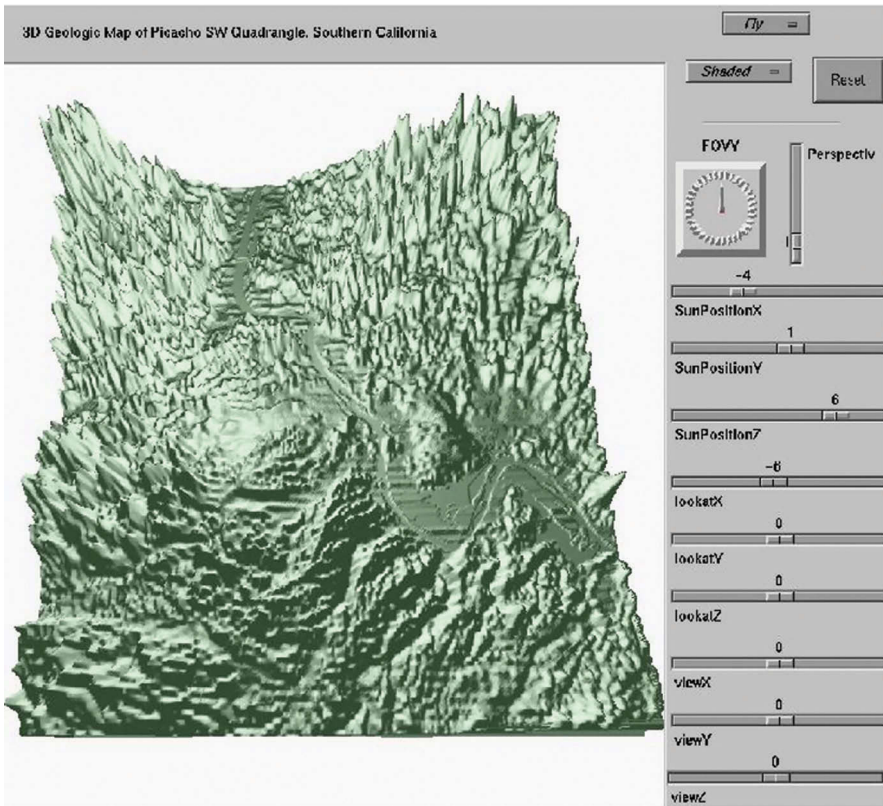 3D Geologic Map of Picacho SW Quadrangle. Southern California
Fly
Shaded
Reset
FOVY
Perspectiv
-4
SunPositionX
1
SunPositionY
6
SunPositionZ
-6
lookatX
0
lookatY
0
lookatZ
0
viewX
0
viewY
0
viewZ